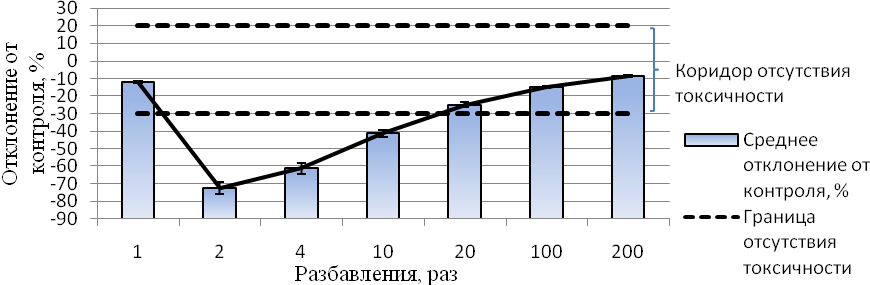 Отклонение от
контроля, %
30
20
10
0
-10
-20
-30
-40
-50
-60
-70
-80
-90
1 2 4 10 20 100 200
Разбавления, раз
Коридор отсутствия
токсичности
Среднее
отклонение от
контроля, %
Граница
отсутствия
токсичности